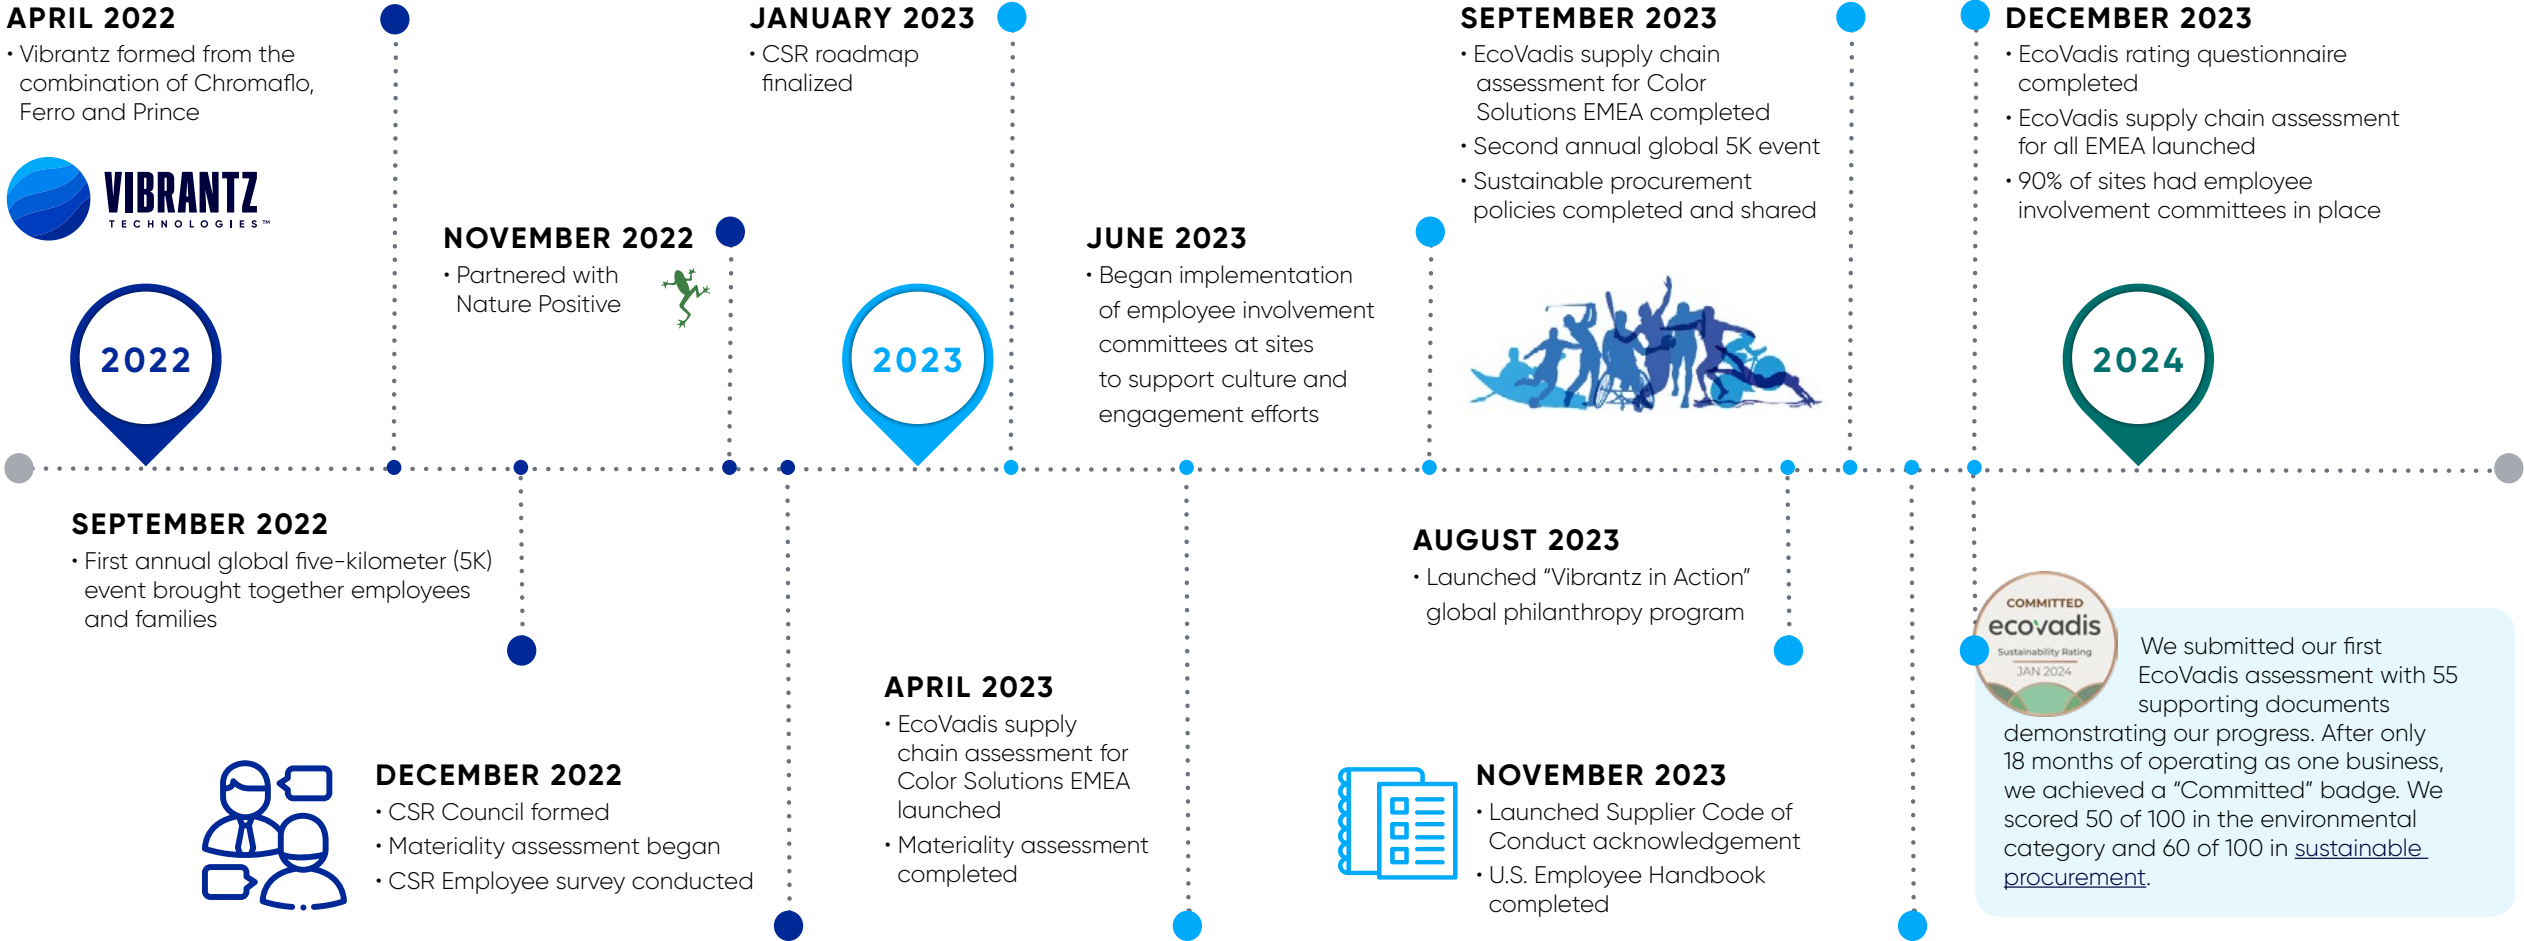 APRIL 2022
• Vibrantz formed from the
combination of Chromaflo,
Ferro and Prince
VIBRANTZ
TECHNOLOGIES™
2022
SEPTEMBER 2022
• First annual global five-kilometer (5K)
event brought together employees
and families
NOVEMBER 2022
• Partnered with
Nature Positive
DECEMBER 2022
• CSR Council formed
• Materiality assessment began
• CSR Employee survey conducted
JANUARY 2023
• CSR roadmap
finalized
2023
APRIL 2023
• EcoVadis supply
chain assessment for
Color Solutions EMEA
launched
• Materiality assessment
completed
JUNE 2023
• Began implementation
of employee involvement
committees at sites
to support culture and
engagement efforts
AUGUST 2023
• Launched “Vibrantz in Action”
global philanthropy program
SEPTEMBER 2023
• EcoVadis supply chain
assessment for Color
Solutions EMEA completed
• Second annual global 5K event
• Sustainable procurement
policies completed and shared
NOVEMBER 2023
• Launched Supplier Code of
Conduct acknowledgement
• U.S. Employee Handbook
completed
DECEMBER 2023
• EcoVadis rating questionnaire
completed
• EcoVadis supply chain assessment
for all EMEA launched
• 90% of sites had employee
involvement committees in place
2024
COMMITTED
ecovadis
Sustainability Rating
JAN 2024
We submitted our first
EcoVadis assessment with 55
supporting documents
demonstrating our progress. After only
18 months of operating as one business,
we achieved a “Committed” badge. We
scored 50 of 100 in the environmental
category and 60 of 100 in sustainable
procurement.